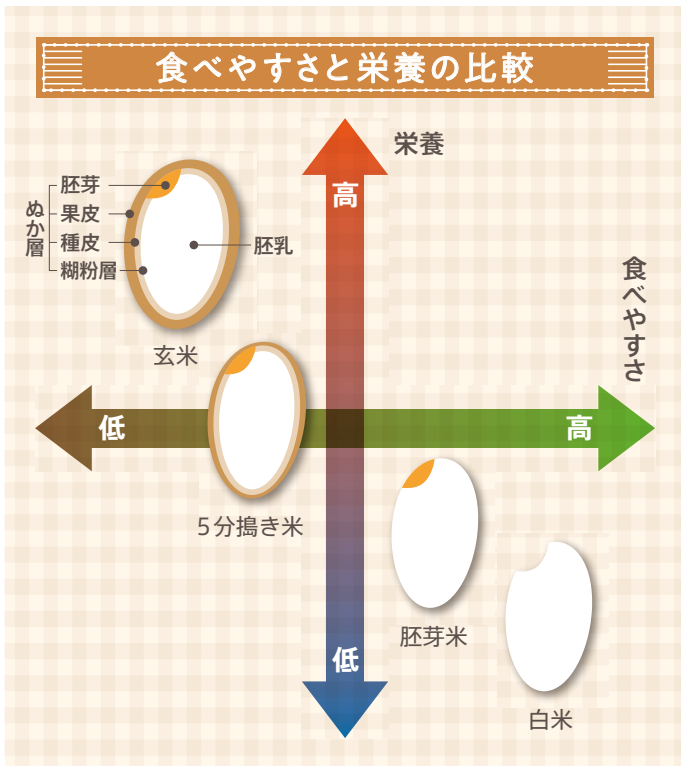 食べやすさと栄養の比較
栄養
高
胚芽
果皮
種皮
糊粉層
ぬか層
胚乳
食べやすさ
玄米
低
高
5分搗き米
胚芽米
低
白米